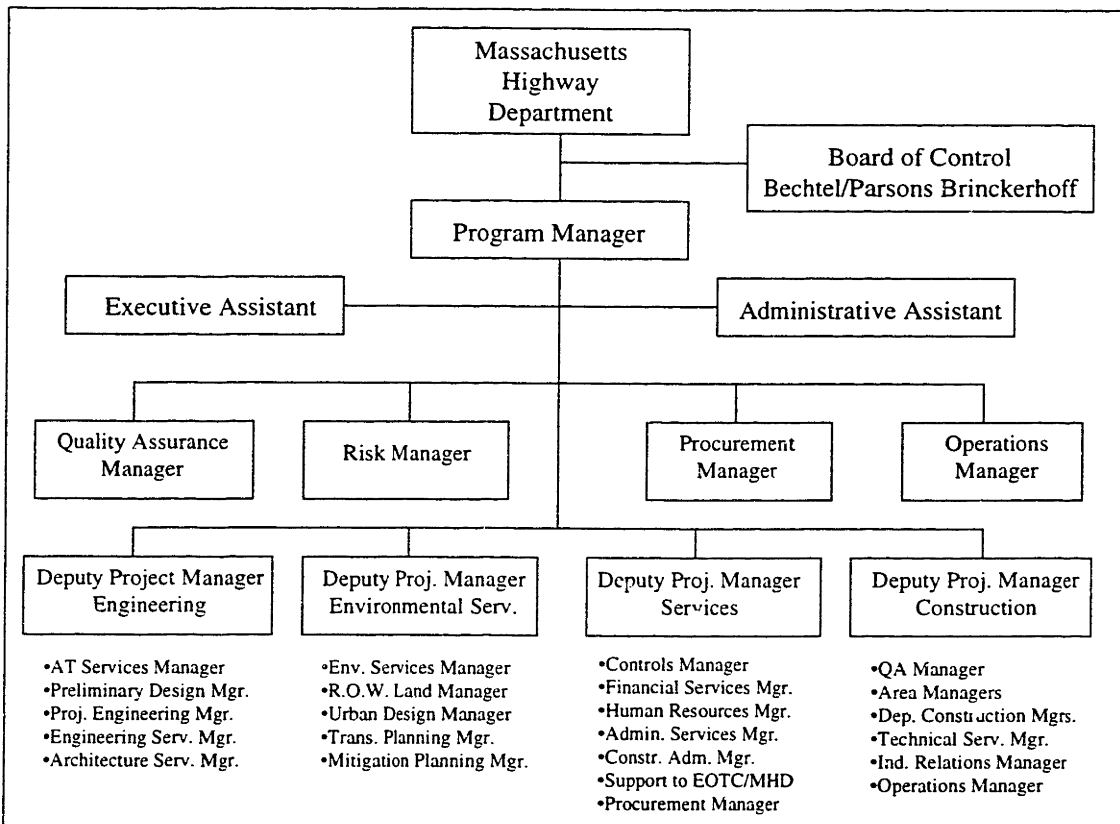 Massachusetts
Highway
Department
Board of Control
Bechtel/Parsons Brinckerhoff
Program Manager
Executive Assistant
Administrative Assistant
Quality Assurance
Manager
Risk Manager
Procurement
Manager
Operations
Manager
Deputy Project Manager
Engineering
Deputy Proj. Manager
Environmental Serv.
Deputy Proj. Manager
Services
Deputy Proj. Manager
Construction
•AT Services Manager
•Preliminary Design Mgr.
•Proj. Engineering Mgr.
•Engineering Serv. Mgr.
•Architecture Serv. Mgr.
•Env. Services Manager
•R.O.W. Land Manager
•Urban Design Manager
•Trans. Planning Mgr.
•Mitigation Planning Mgr.
•Controls Manager
•Financial Services Mgr.
•Human Resources Mgr.
•Admin. Services Mgr.
•Constr. Adm. Mgr.
•Support to EOTC/MHD
•Procurement Manager
•QA Manager
•Area Managers
•Dep. Construction Mgrs.
•Technical Serv. Mgr.
•Ind. Relations Manager
•Operations Manager